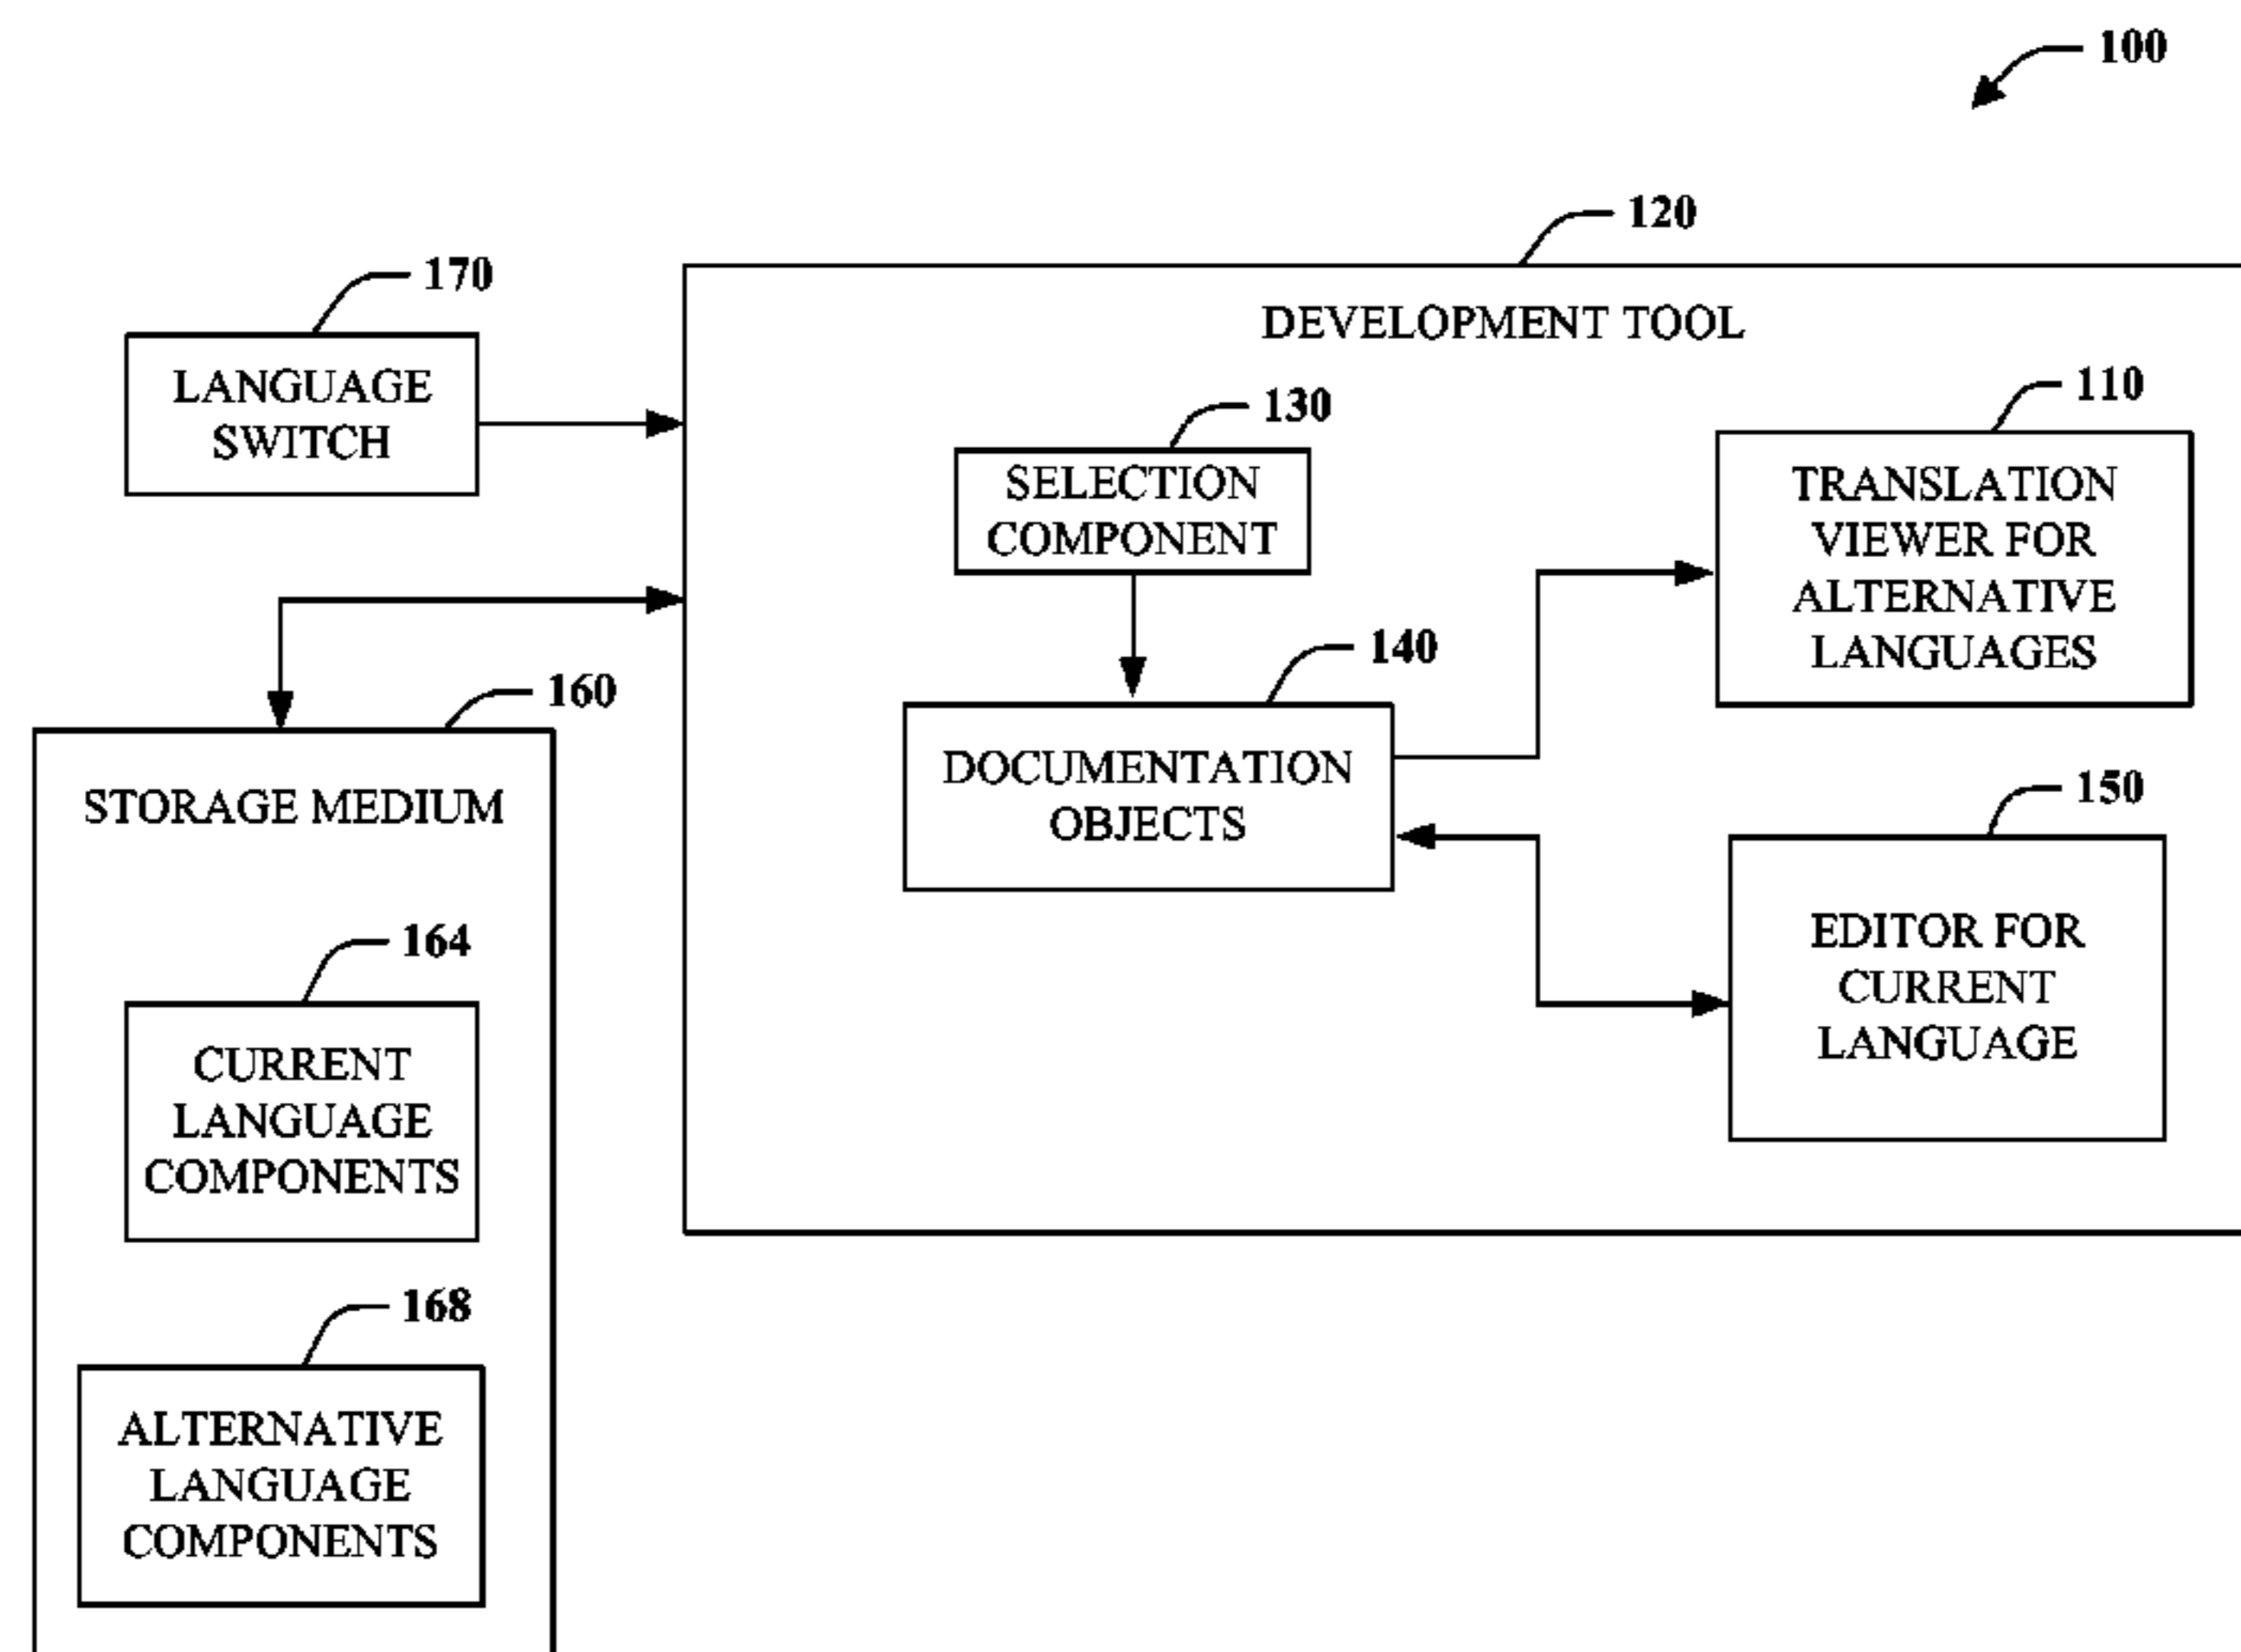 100
120
170
DEVELOPMENT TOOL
LANGUAGE
SWITCH
130
110
SELECTION
COMPONENT
TRANSLATION
VIEWER FOR
ALTERNATIVE
LANGUAGES
140
160
DOCUMENTATION
OBJECTS
150
STORAGE MEDIUM
EDITOR FOR
CURRENT
LANGUAGE
164
CURRENT
LANGUAGE
COMPONENTS
168
ALTERNATIVE
LANGUAGE
COMPONENTS